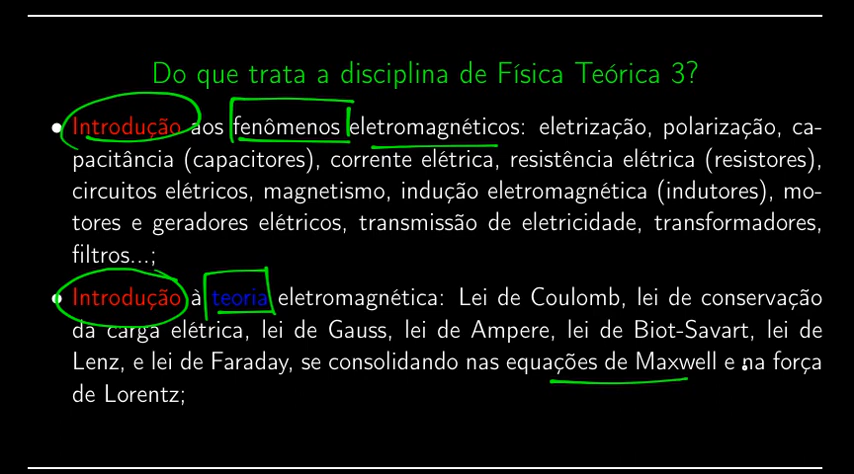 Do que trata a disciplina de Física Teórica 3?
• Introdução aos fenômenos eletromagnéticos: eletrização, polarização, ca-
pacitância (capacitores), corrente elétrica, resistência elétrica (resistores),
circuitos elétricos, magnetismo, indução eletromagnética (indutores), mo-
tores e geradores elétricos, transmissão de eletricidade, transformadores,
filtros...;
• Introdução à teoria eletromagnética: Lei de Coulomb, lei de conservação
da carga elétrica, lei de Gauss, lei de Ampere, lei de Biot-Savart, lei de
Lenz, e lei de Faraday, se consolidando nas equações de Maxwell e na força
de Lorentz;